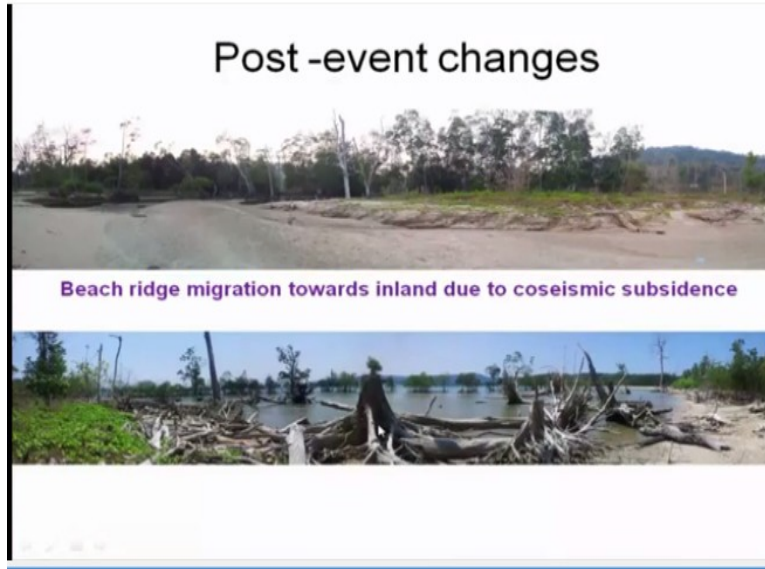 Post -event changes
Beach ridge migration towards inland due to coseismic subsidence